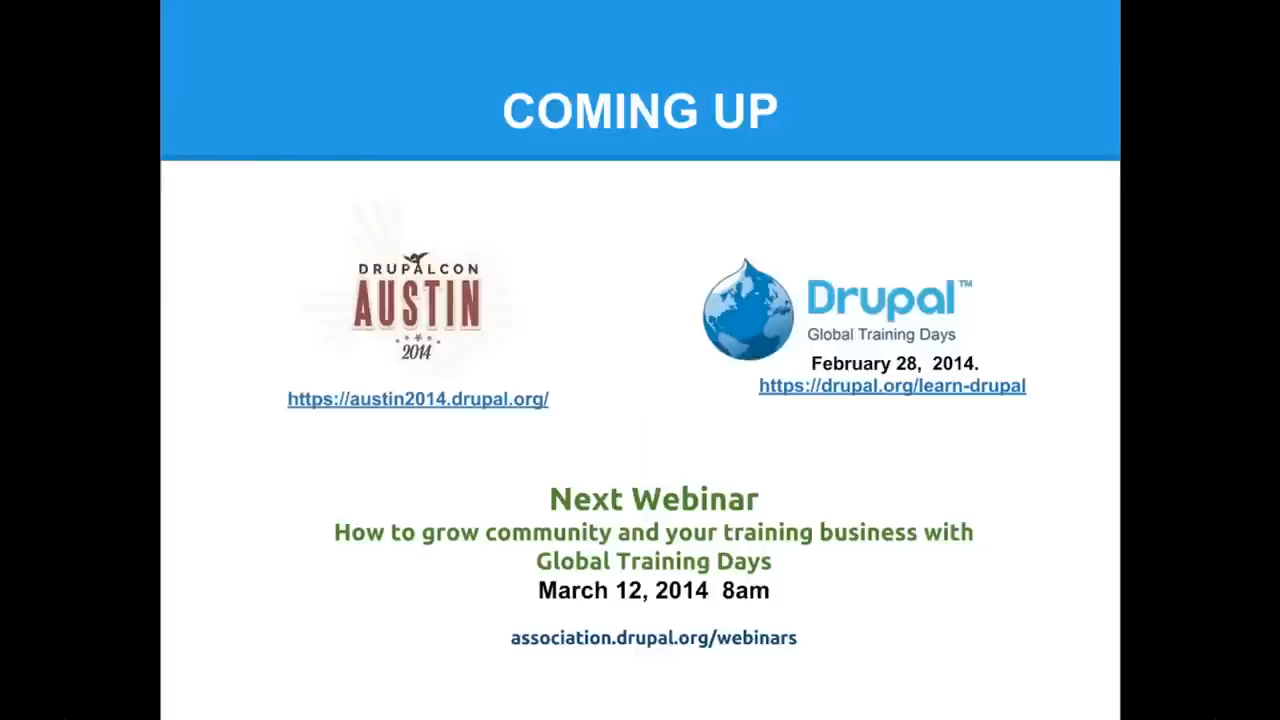 COMING UP
DRUPALCON
AUSTIN
2014
https://austin2014.drupal.org/
Drupal™
Global Training Days
February 28, 2014.
https://drupal.org/learn-drupal
Next Webinar
How to grow community and your training business with
Global Training Days
March 12, 2014 8am
association.drupal.org/webinars